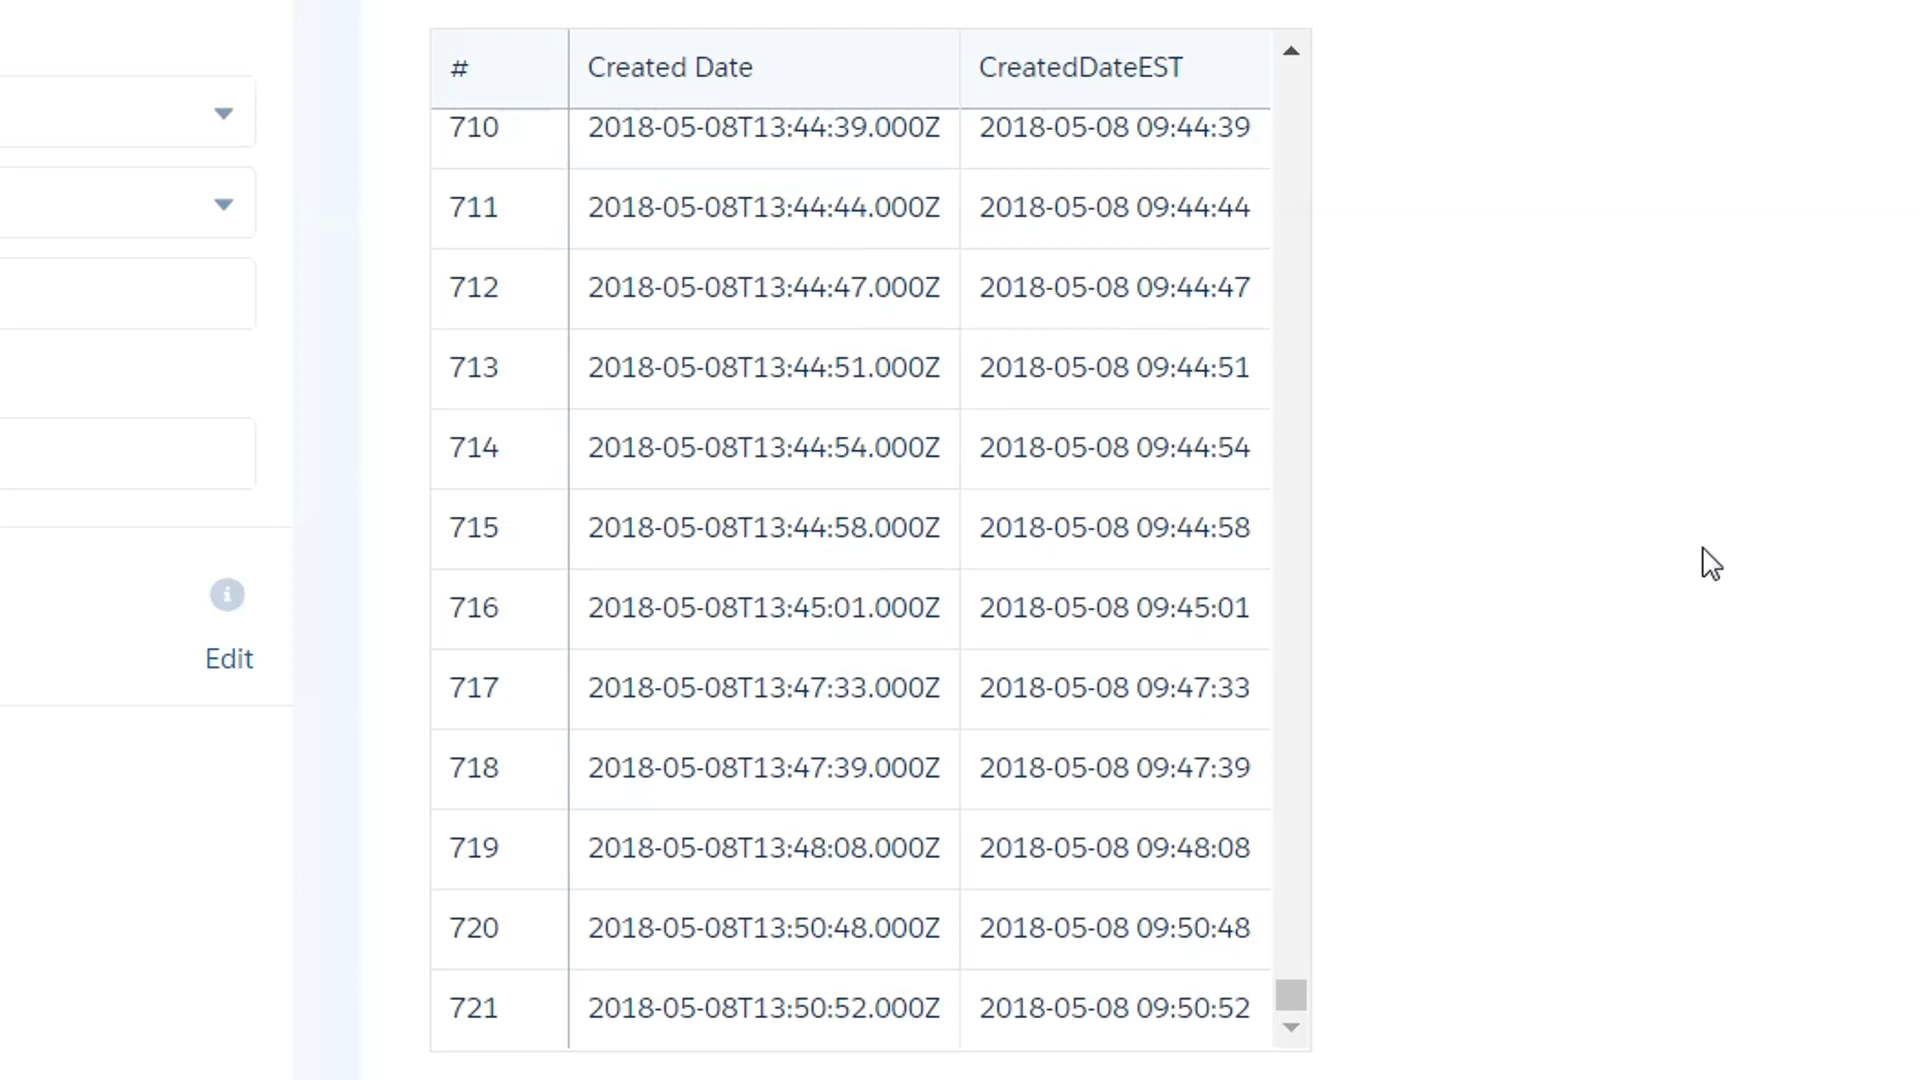 # Created Date CreatedDateEST
710 2018-05-08T13:44:39.000Z 2018-05-08 09:44:39
711 2018-05-08T13:44:44.000Z 2018-05-08 09:44:44
712 2018-05-08T13:44:47.000Z 2018-05-08 09:44:47
713 2018-05-08T13:44:51.000Z 2018-05-08 09:44:51
714 2018-05-08T13:44:54.000Z 2018-05-08 09:44:54
715 2018-05-08T13:44:58.000Z 2018-05-08 09:44:58
716 2018-05-08T13:45:01.000Z 2018-05-08 09:45:01
Edit
717 2018-05-08T13:47:33.000Z 2018-05-08 09:47:33
718 2018-05-08T13:47:39.000Z 2018-05-08 09:47:39
719 2018-05-08T13:48:08.000Z 2018-05-08 09:48:08
720 2018-05-08T13:50:48.000Z 2018-05-08 09:50:48
721 2018-05-08T13:50:52.000Z 2018-05-08 09:50:52